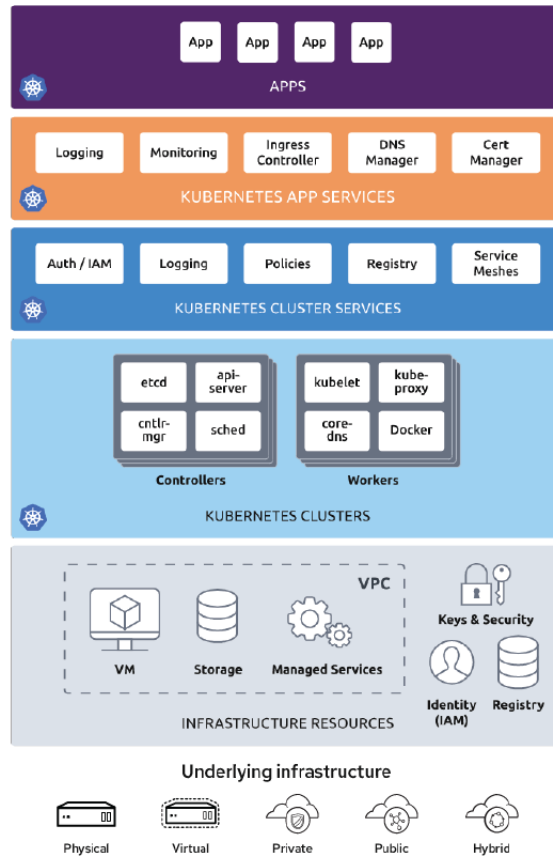 App App App App
APPS
Logging Monitoring Ingress Controller DNS Manager Cert Manager
KUBERNETES APP SERVICES
Auth / IAM Logging Policies Registry Service Meshes
KUBERNETES CLUSTER SERVICES
etcd api-server kubelet kube-proxy
cntlr-mgr sched core-dns Docker
Controllers Workers
KUBERNETES CLUSTERS
VPC
VM Storage Managed Services
Keys & Security
Identity (IAM) Registry
INFRASTRUCTURE RESOURCES
Underlying infrastructure
Physical Virtual Private Public Hybrid